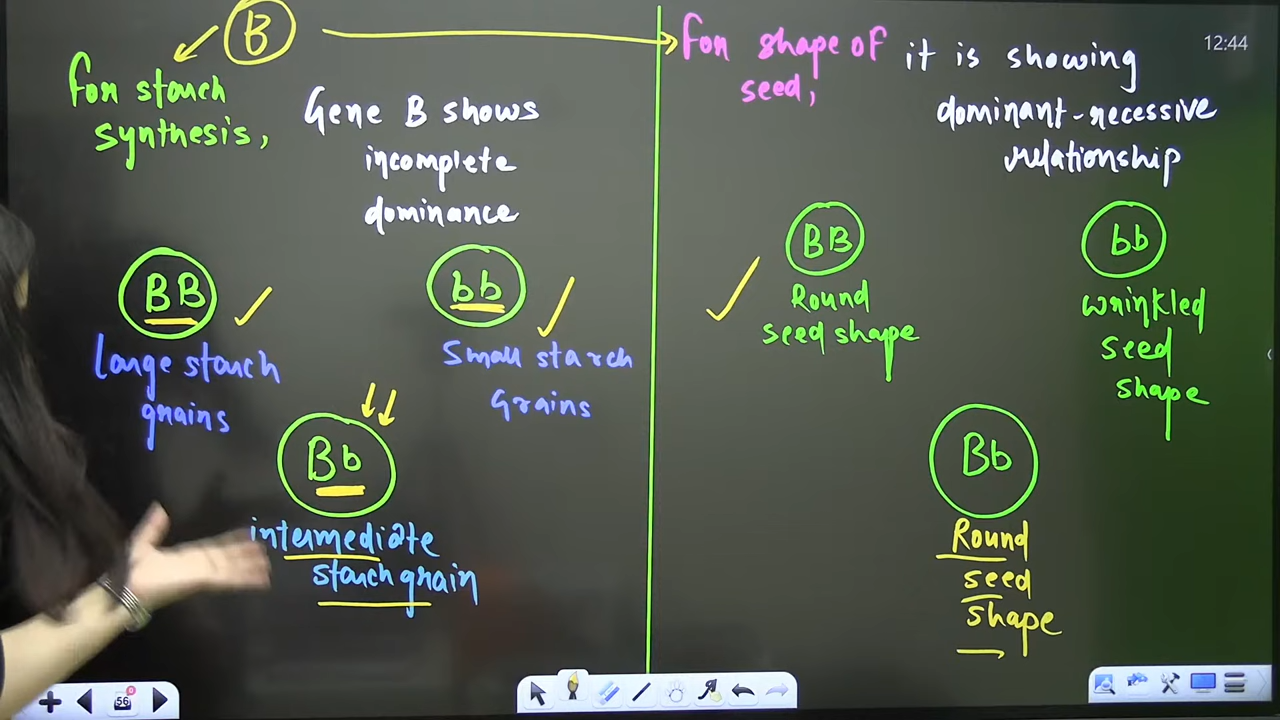 B
For starch
synthesis,
Gene B shows
incomplete
dominance
BB
Large starch
grains
bb
Small starch
Grains
Bb
intermediate
starch grain
For shape of
seed,
it is showing
dominant-recessive
relationship
BB
Round
seed shape
bb
wrinkled
seed
shape
Bb
Round
seed
shape
12:44
56
0